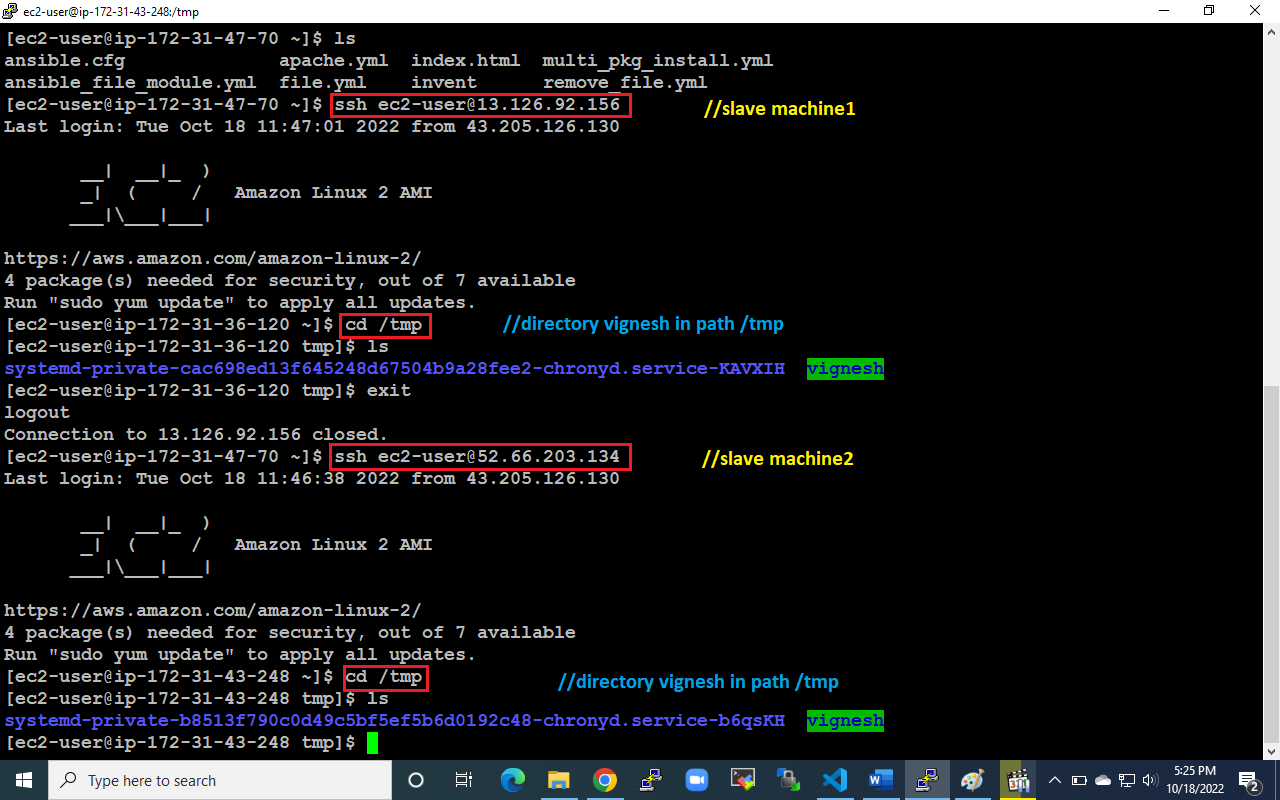 ec2-user@ip-172-31-43-248:/tmp
[ec2-user@ip-172-31-47-70 ~]$ ls
ansible.cfg              apache.yml  index.html  multi_pkg_install.yml
ansible_file_module.yml  file.yml    invent      remove_file.yml
[ec2-user@ip-172-31-47-70 ~]$ ssh ec2-user@13.126.92.156 //slave machine1
Last login: Tue Oct 18 11:47:01 2022 from 43.205.126.130
       __|  __|_  )
       _|  (     /   Amazon Linux 2 AMI
      ___|\___|___|
https://aws.amazon.com/amazon-linux-2/
4 package(s) needed for security, out of 7 available
Run "sudo yum update" to apply all updates.
[ec2-user@ip-172-31-36-120 ~]$ cd /tmp //directory vignesh in path /tmp
[ec2-user@ip-172-31-36-120 tmp]$ ls
systemd-private-cac698ed13f645248d67504b9a28fee2-chronyd.service-KAVXIH  vignesh
[ec2-user@ip-172-31-36-120 tmp]$ exit
logout
Connection to 13.126.92.156 closed.
[ec2-user@ip-172-31-47-70 ~]$ ssh ec2-user@52.66.203.134 //slave machine2
Last login: Tue Oct 18 11:46:38 2022 from 43.205.126.130
       __|  __|_  )
       _|  (     /   Amazon Linux 2 AMI
      ___|\___|___|
https://aws.amazon.com/amazon-linux-2/
4 package(s) needed for security, out of 7 available
Run "sudo yum update" to apply all updates.
[ec2-user@ip-172-31-43-248 ~]$ cd /tmp //directory vignesh in path /tmp
[ec2-user@ip-172-31-43-248 tmp]$ ls
systemd-private-b8513f790c0d49c5bf5ef5b6d0192c48-chronyd.service-b6qsKH  vignesh
[ec2-user@ip-172-31-43-248 tmp]$
Type here to search
5:25 PM
10/18/2022
2